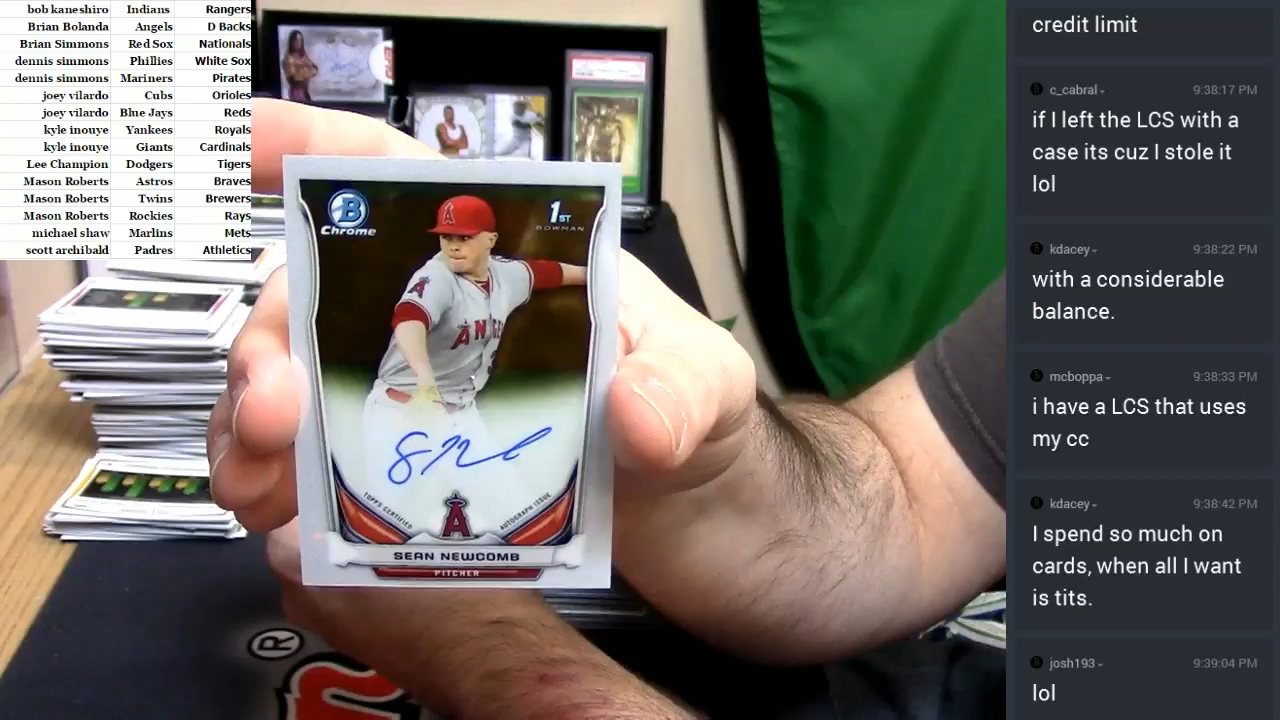 bob kaneshiro Indians Rangers
Brian Bolanda Angels D Backs
Brian Simmons Red Sox Nationals
dennis simmons Phillies White Sox
dennis simmons Mariners Pirates
joey vilardo Cubs Orioles
joey vilardo Blue Jays Reds
kyle inouye Yankees Royals
kyle inouye Giants Cardinals
Lee Champion Dodgers Tigers
Mason Roberts Astros Braves
Mason Roberts Twins Brewers
Mason Roberts Rockies Rays
michael shaw Marlins Mets
scott archibald Padres Athletics
B
Chrome
1ST
BOWMAN
A
A
ANGE
TOPPS CERTIFIED
AUTOGRAPH ISSUE
A
SEAN NEWCOMB
PITCHER
®
credit limit
c_cabral 9:38:17 PM
if I left the LCS with a
case its cuz I stole it
lol
kdacey 9:38:22 PM
with a considerable
balance.
mcboppa 9:38:33 PM
i have a LCS that uses
my cc
kdacey 9:38:42 PM
I spend so much on
cards, when all I want
is tits.
josh193 9:39:04 PM
lol